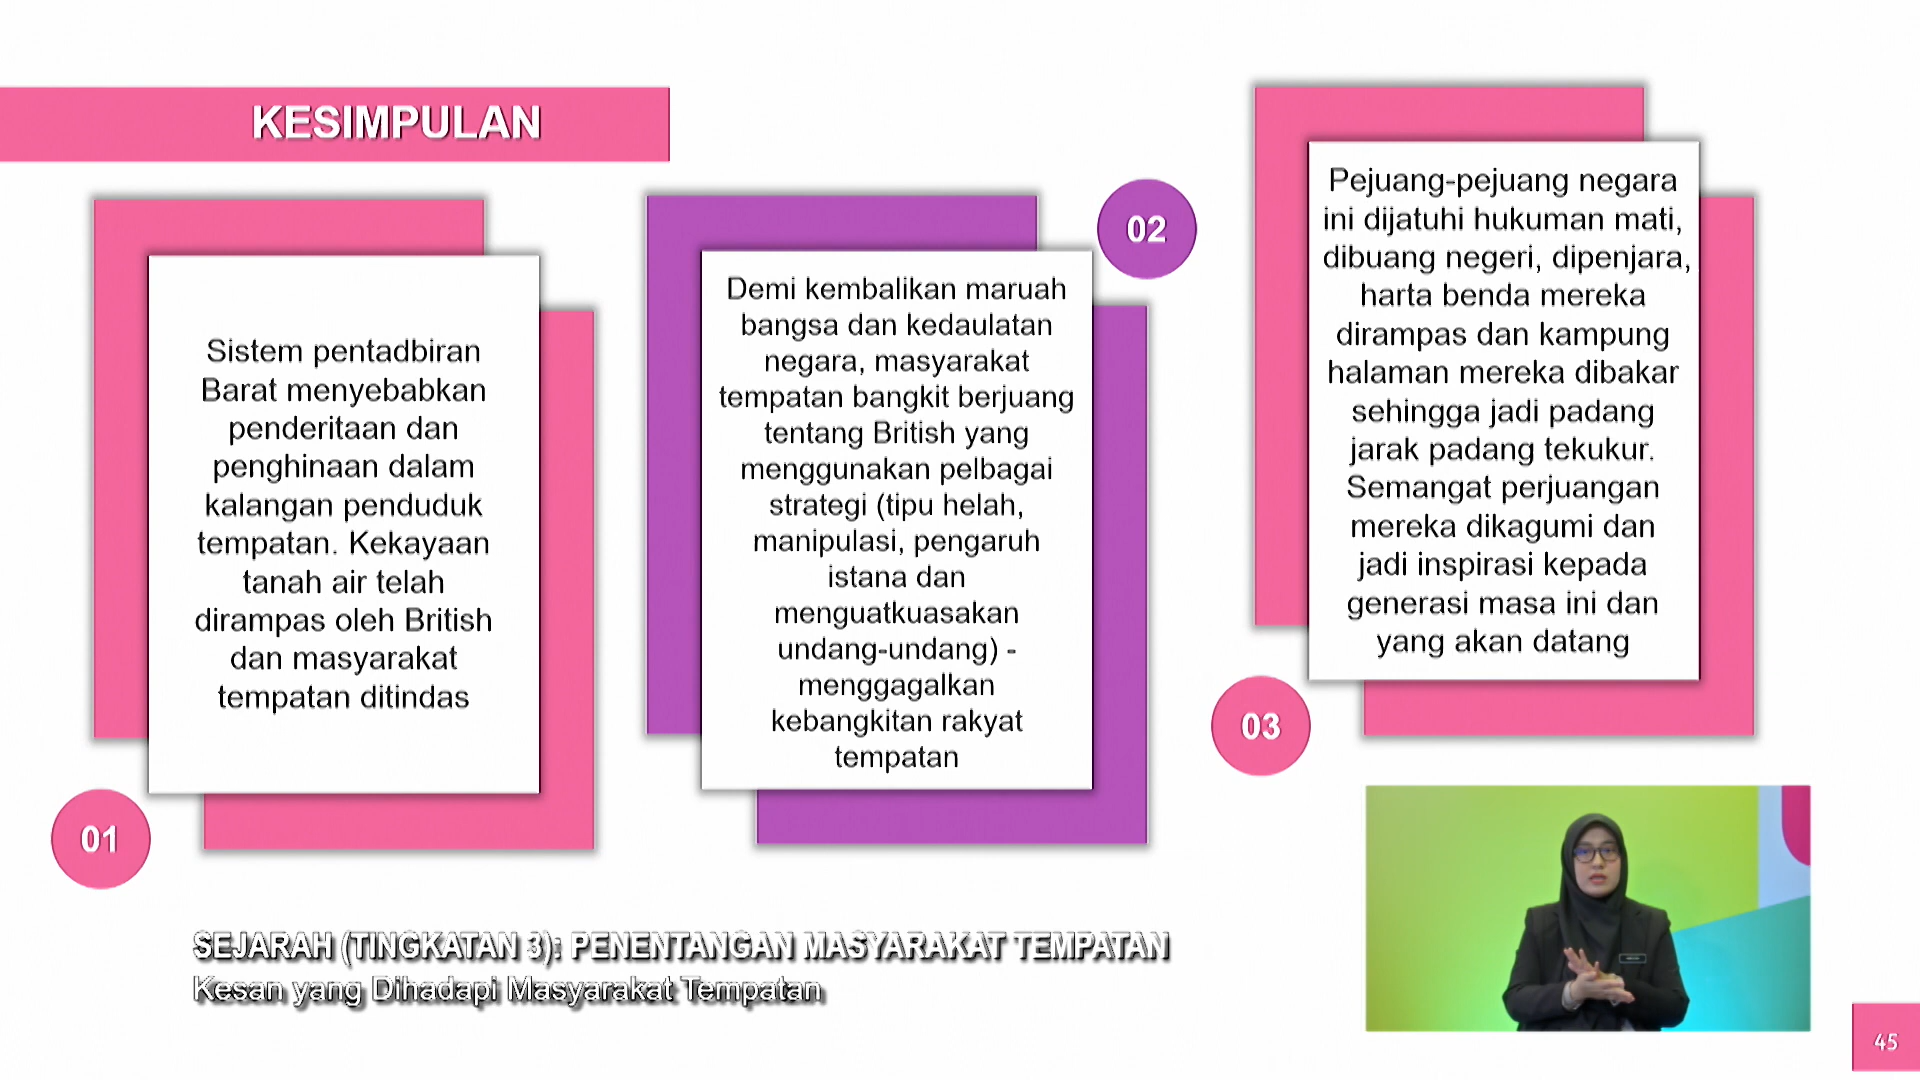 KESIMPULAN
Sistem pentadbiran
Barat menyebabkan
penderitaan dan
penghinaan dalam
kalangan penduduk
tempatan. Kekayaan
tanah air telah
dirampas oleh British
dan masyarakat
tempatan ditindas
01
02
Demi kembalikan maruah
bangsa dan kedaulatan
negara, masyarakat
tempatan bangkit berjuang
tentang British yang
menggunakan pelbagai
strategi (tipu helah,
manipulasi, pengaruh
istana dan
menguatkuasakan
undang-undang) -
menggagalkan
kebangkitan rakyat
tempatan
Pejuang-pejuang negara
ini dijatuhi hukuman mati,
dibuang negeri, dipenjara,
harta benda mereka
dirampas dan kampung
halaman mereka dibakar
sehingga jadi padang
jarak padang tekukur.
Semangat perjuangan
mereka dikagumi dan
jadi inspirasi kepada
generasi masa ini dan
yang akan datang
03
SEJARAH (TINGKATAN 3): PENENTANGAN MASYARAKAT TEMPATAN
Kesan yang Dihadapi Masyarakat Tempatan
45